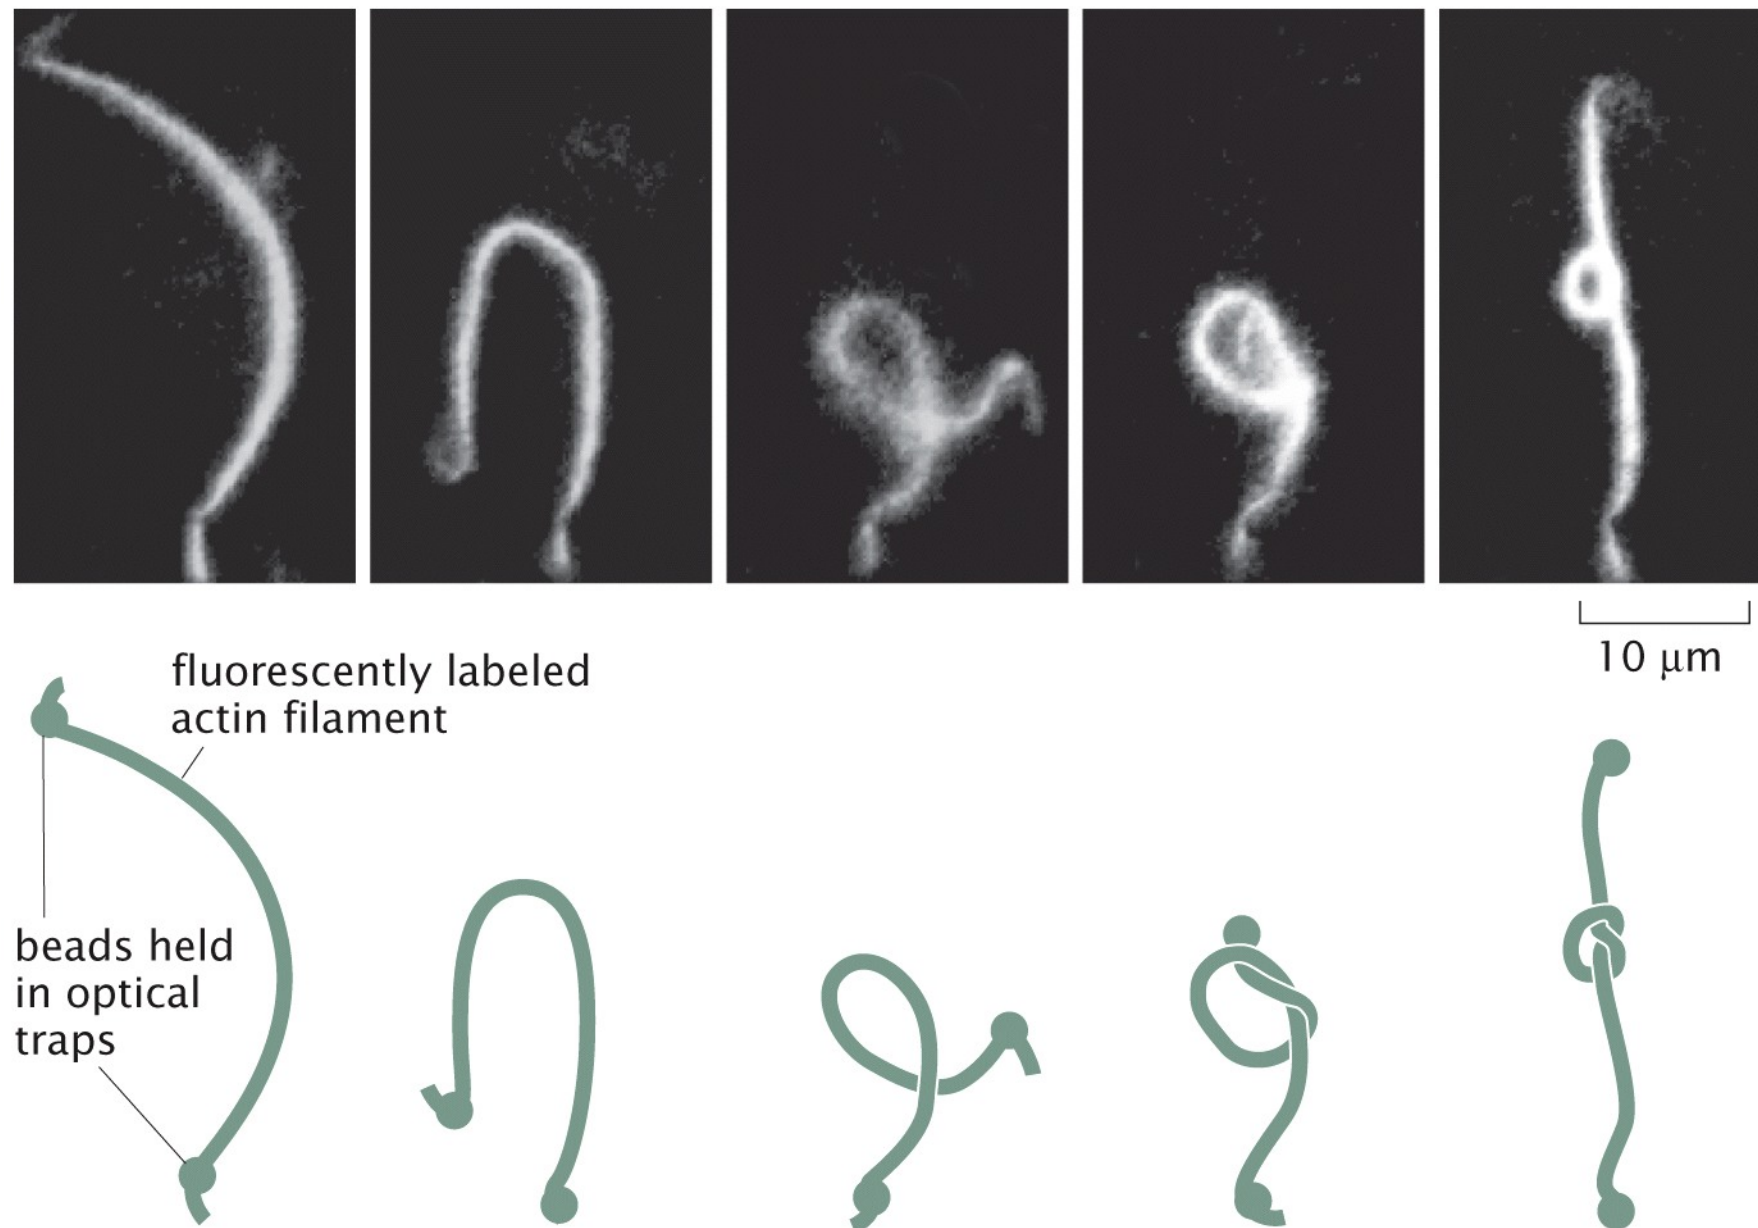 10 μm
fluorescently labeled
actin filament
beads held
in optical
traps